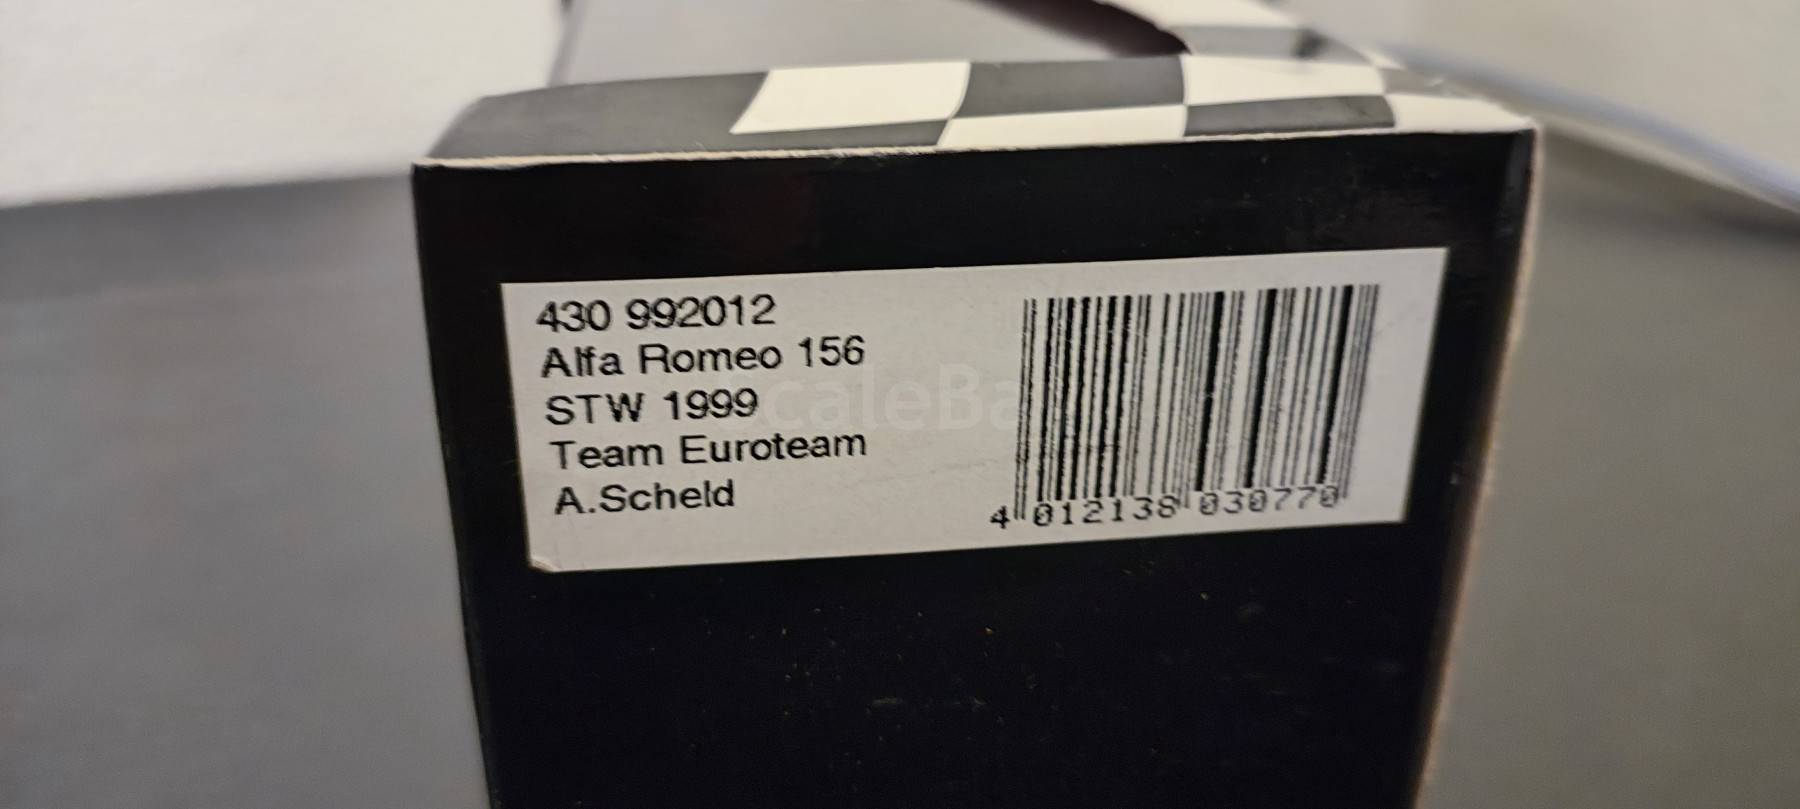 430 992012
Alfa Romeo 156
STW 1999
Team Euroteam
A.Scheld
4 012138 030770